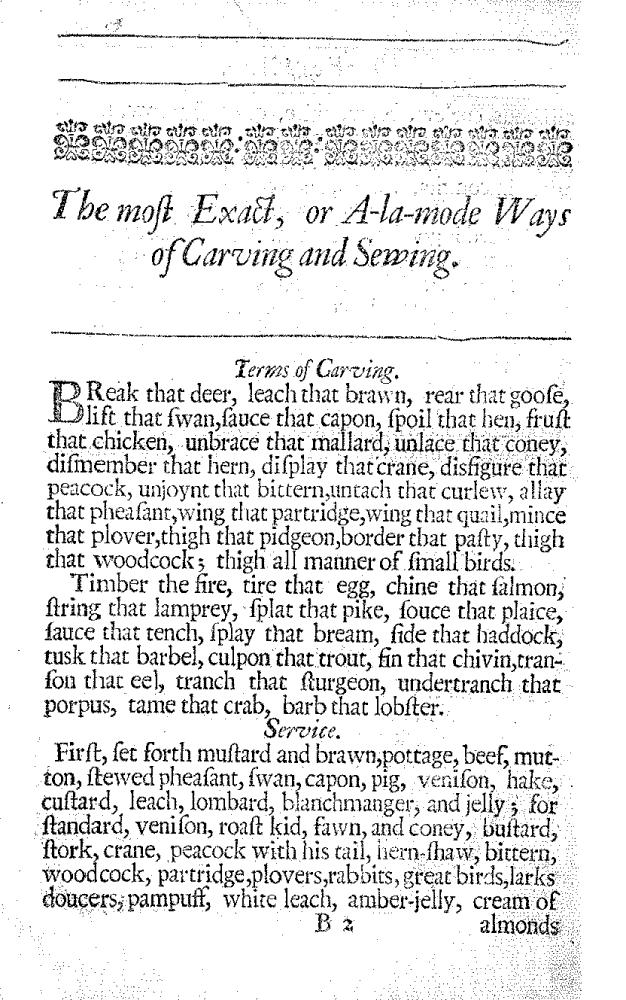 The moſt Exact, or A-la-mode Ways
of Carving and Sewing.
Terms of Carving.
BReak that deer, leach that brawn, rear that gooſe,
lift that ſwan,ſauce that capon, ſpoil that hen, fruſt
that chicken, unbrace that mallard, unlace that coney,
diſmember that hern, diſplay that crane, disfigure that
peacock, unjoynt that bittern,untach that curlew, allay
that pheaſant,wing that partridge,wing that quail,mince
that plover,thigh that pidgeon,border that paſty, thigh
that woodcock; thigh all manner of ſmall birds.
Timber the fire, tire that egg, chine that ſalmon,
ſtring that lamprey, ſplat that pike, ſouce that plaice,
ſauce that tench, ſplay that bream, ſide that haddock,
tusk that barbel, culpon that trout, fin that chivin,tran-
ſon that eel, tranch that ſturgeon, undertranch that
porpus, tame that crab, barb that lobſter.
Service.
Firſt, ſet forth muſtard and brawn,pottage, beef, mut-
ton, ſtewed pheaſant, ſwan, capon, pig, veniſon, hake,
cuſtard, leach, lombard, blanchmanger, and jelly; for
ſtandard, veniſon, roaſt kid, fawn, and coney, buſtard,
ſtork, crane, peacock with his tail, hern-ſhaw, bittern,
woodcock, partridge,plovers,rabbits, great birds,larks
doucers, pampuff, white leach, amber-jelly, cream of
B 2 almonds